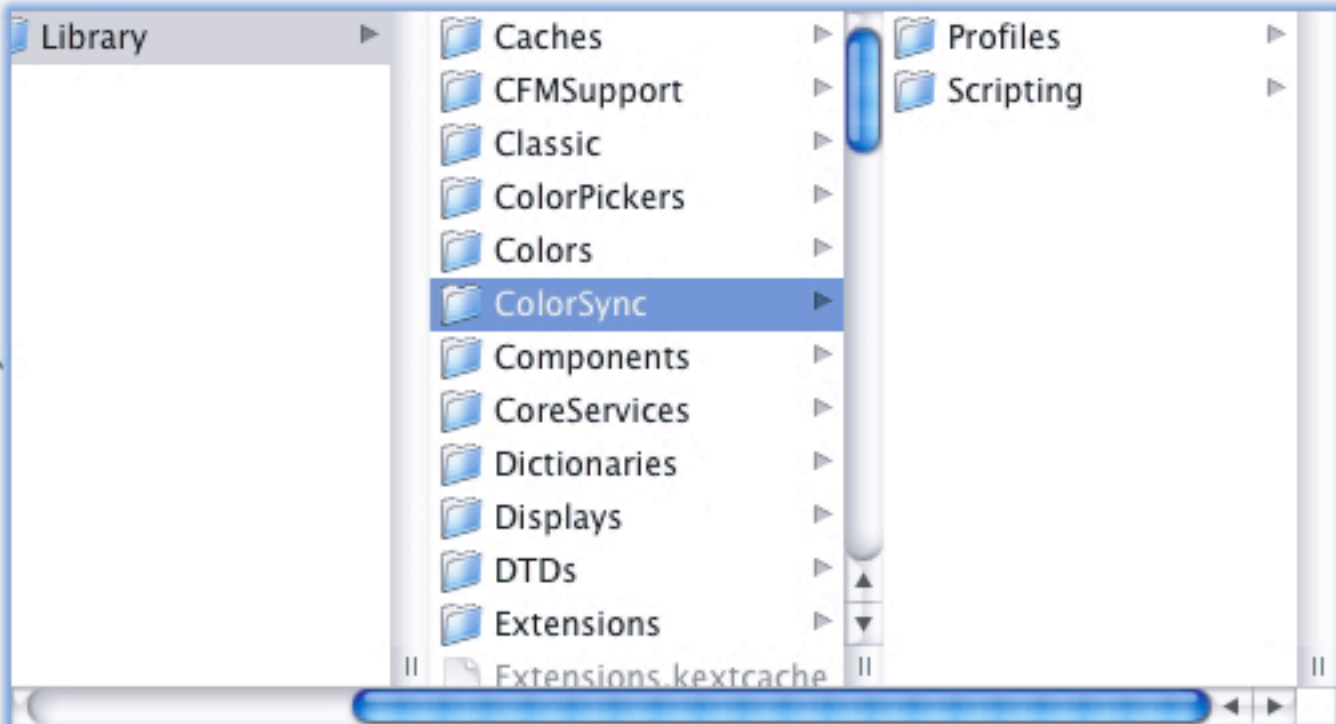 Library
Caches
CFMSupport
Classic
ColorPickers
Colors
ColorSync
Components
CoreServices
Dictionaries
Displays
DTDs
Extensions
Extensions.kextcache
Profiles
Scripting